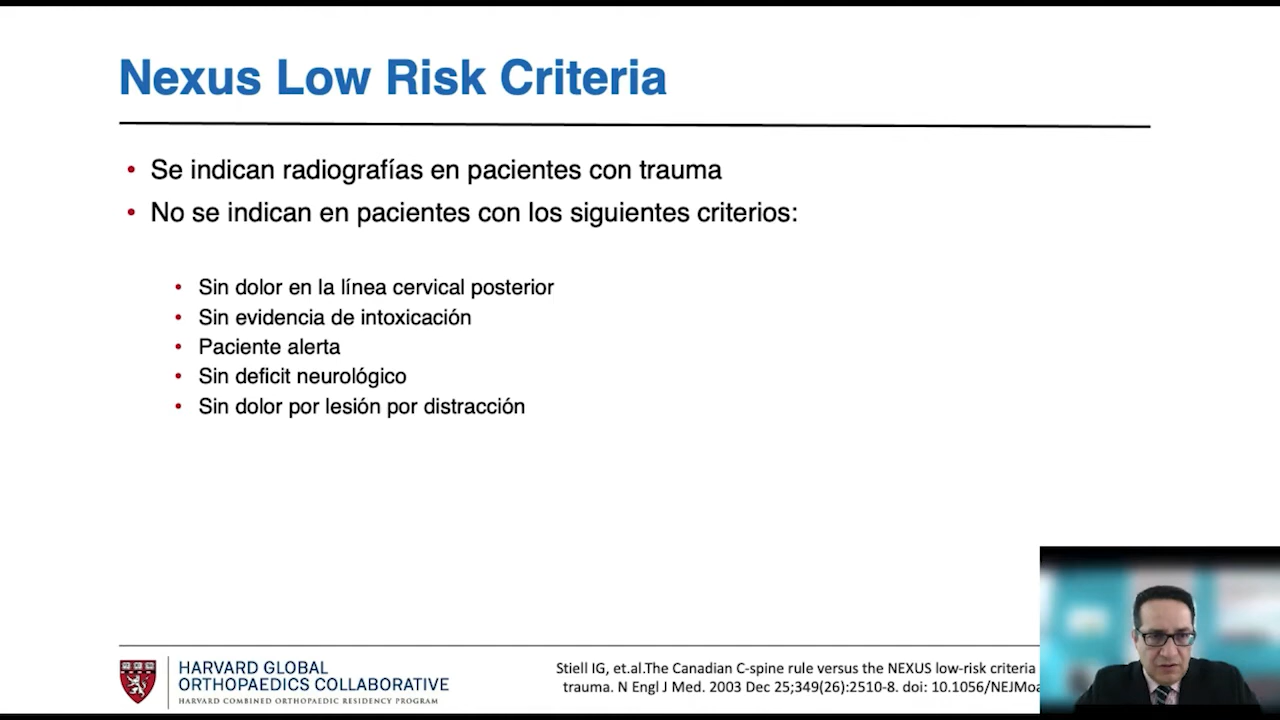 Nexus Low Risk Criteria
• Se indican radiografías en pacientes con trauma
• No se indican en pacientes con los siguientes criterios:
• Sin dolor en la línea cervical posterior
• Sin evidencia de intoxicación
• Paciente alerta
• Sin deficit neurológico
• Sin dolor por lesión por distracción
HARVARD GLOBAL
ORTHOPAEDICS COLLABORATIVE
HARVARD COMBINED ORTHOPAEDIC RESIDENCY PROGRAM
Stiell IG, et.al.The Canadian C-spine rule versus the NEXUS low-risk criteria
trauma. N Engl J Med. 2003 Dec 25;349(26):2510-8. doi: 10.1056/NEJMoa